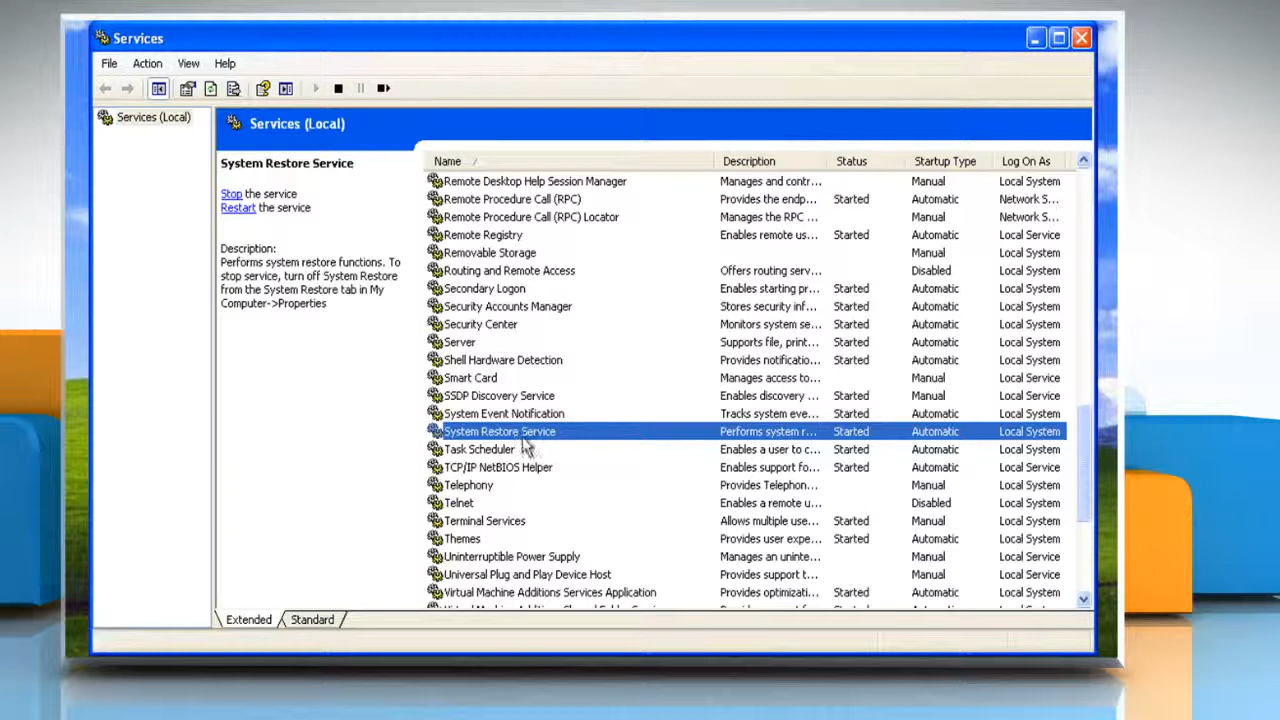 Services
File Action View Help
Services (Local)
Services (Local)
System Restore Service
Stop the service
Restart the service
Description:
Performs system restore functions. To
stop service, turn off System Restore
from the System Restore tab in My
Computer->Properties
Name Description Status Startup Type Log On As
Remote Desktop Help Session Manager Manages and contr... Manual Local System
Remote Procedure Call (RPC) Provides the endp... Started Automatic Network S...
Remote Procedure Call (RPC) Locator Manages the RPC ... Manual Network S...
Remote Registry Enables remote us... Started Automatic Local Service
Removable Storage Manual Local System
Routing and Remote Access Offers routing serv... Disabled Local System
Secondary Logon Enables starting pr... Started Automatic Local System
Security Accounts Manager Stores security inf... Started Automatic Local System
Security Center Monitors system se... Started Automatic Local System
Server Supports file, print... Started Automatic Local System
Shell Hardware Detection Provides notificatio... Started Automatic Local System
Smart Card Manages access to... Manual Local Service
SSDP Discovery Service Enables discovery ... Started Manual Local Service
System Event Notification Tracks system eve... Started Automatic Local System
System Restore Service Performs system r... Started Automatic Local System
Task Scheduler Enables a user to c... Started Automatic Local System
TCP/IP NetBIOS Helper Enables support fo... Started Automatic Local Service
Telephony Provides Telephon... Manual Local System
Telnet Enables a remote u... Disabled Local System
Terminal Services Allows multiple use... Started Manual Local System
Themes Provides user expe... Started Automatic Local System
Uninterruptible Power Supply Manages an uninte... Manual Local Service
Universal Plug and Play Device Host Provides support t... Manual Local Service
Virtual Machine Additions Services Application Provides optimizati... Started Automatic Local System
Extended Standard